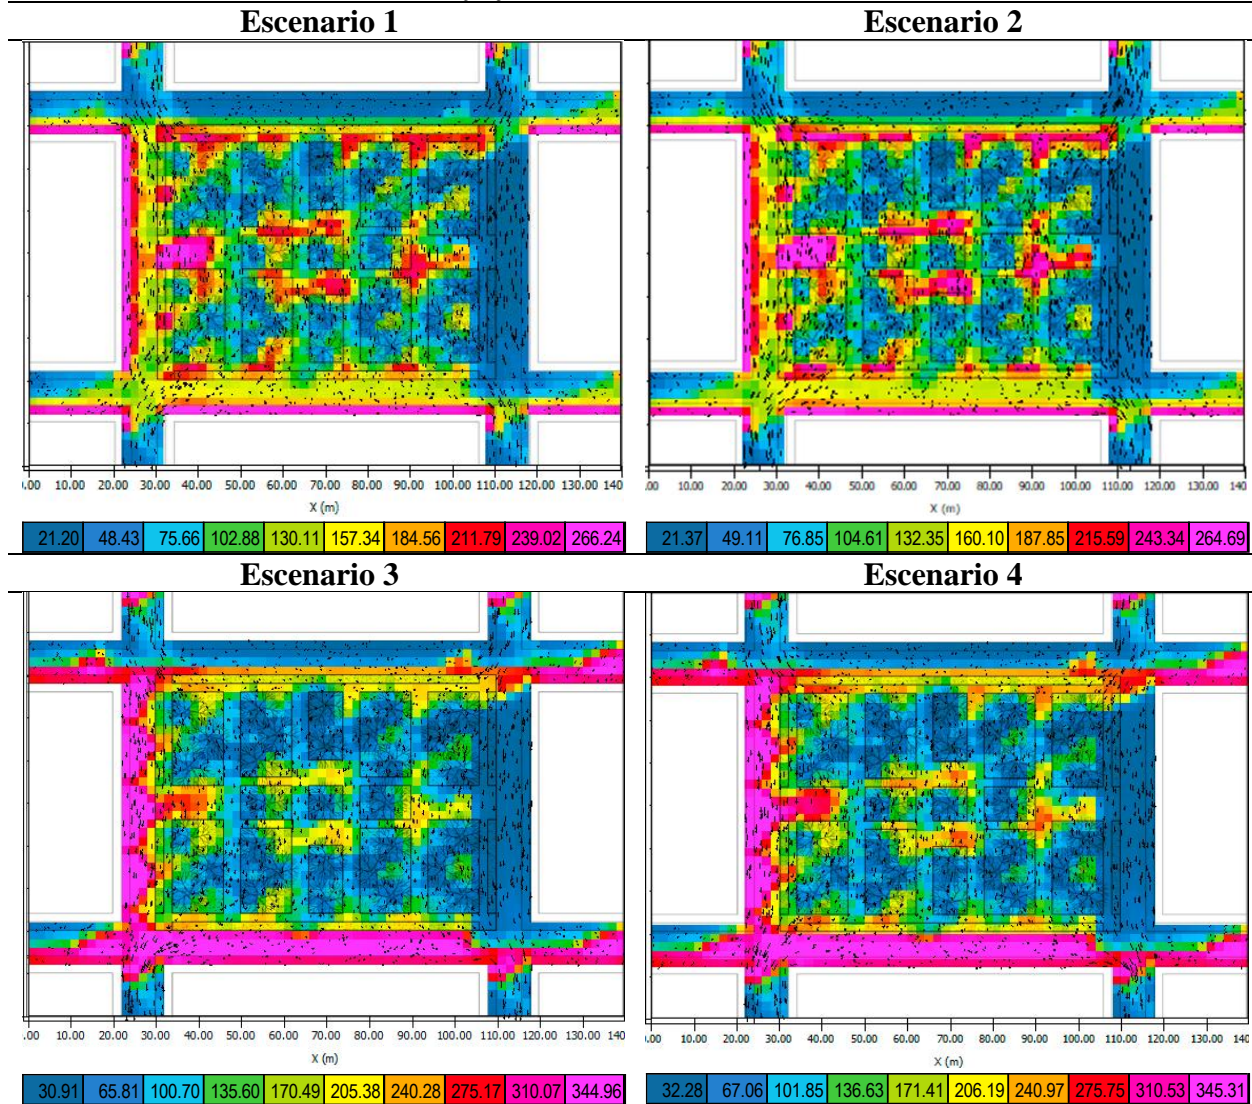 Escenario 1 Escenario 2
.00 10.00 20.00 30.00 40.00 50.00 60.00 70.00 80.00 90.00 100.00 110.00 120.00 130.00 140 .00 10.00 20.00 30.00 40.00 50.00 60.00 70.00 80.00 90.00 100.00 110.00 120.00 130.00 140
X (m) X (m)
21.20 48.43 75.66 102.88 130.11 157.34 184.56 211.79 239.02 266.24 21.37 49.11 76.85 104.61 132.35 160.10 187.85 215.59 243.34 264.69
Escenario 3 Escenario 4
.00 10.00 20.00 30.00 40.00 50.00 60.00 70.00 80.00 90.00 100.00 110.00 120.00 130.00 140 .00 10.00 20.00 30.00 40.00 50.00 60.00 70.00 80.00 90.00 100.00 110.00 120.00 130.00 140
X (m) X (m)
30.91 65.81 100.70 135.60 170.49 205.38 240.28 275.17 310.07 344.96 32.28 67.06 101.85 136.63 171.41 206.19 240.97 275.75 310.53 345.31